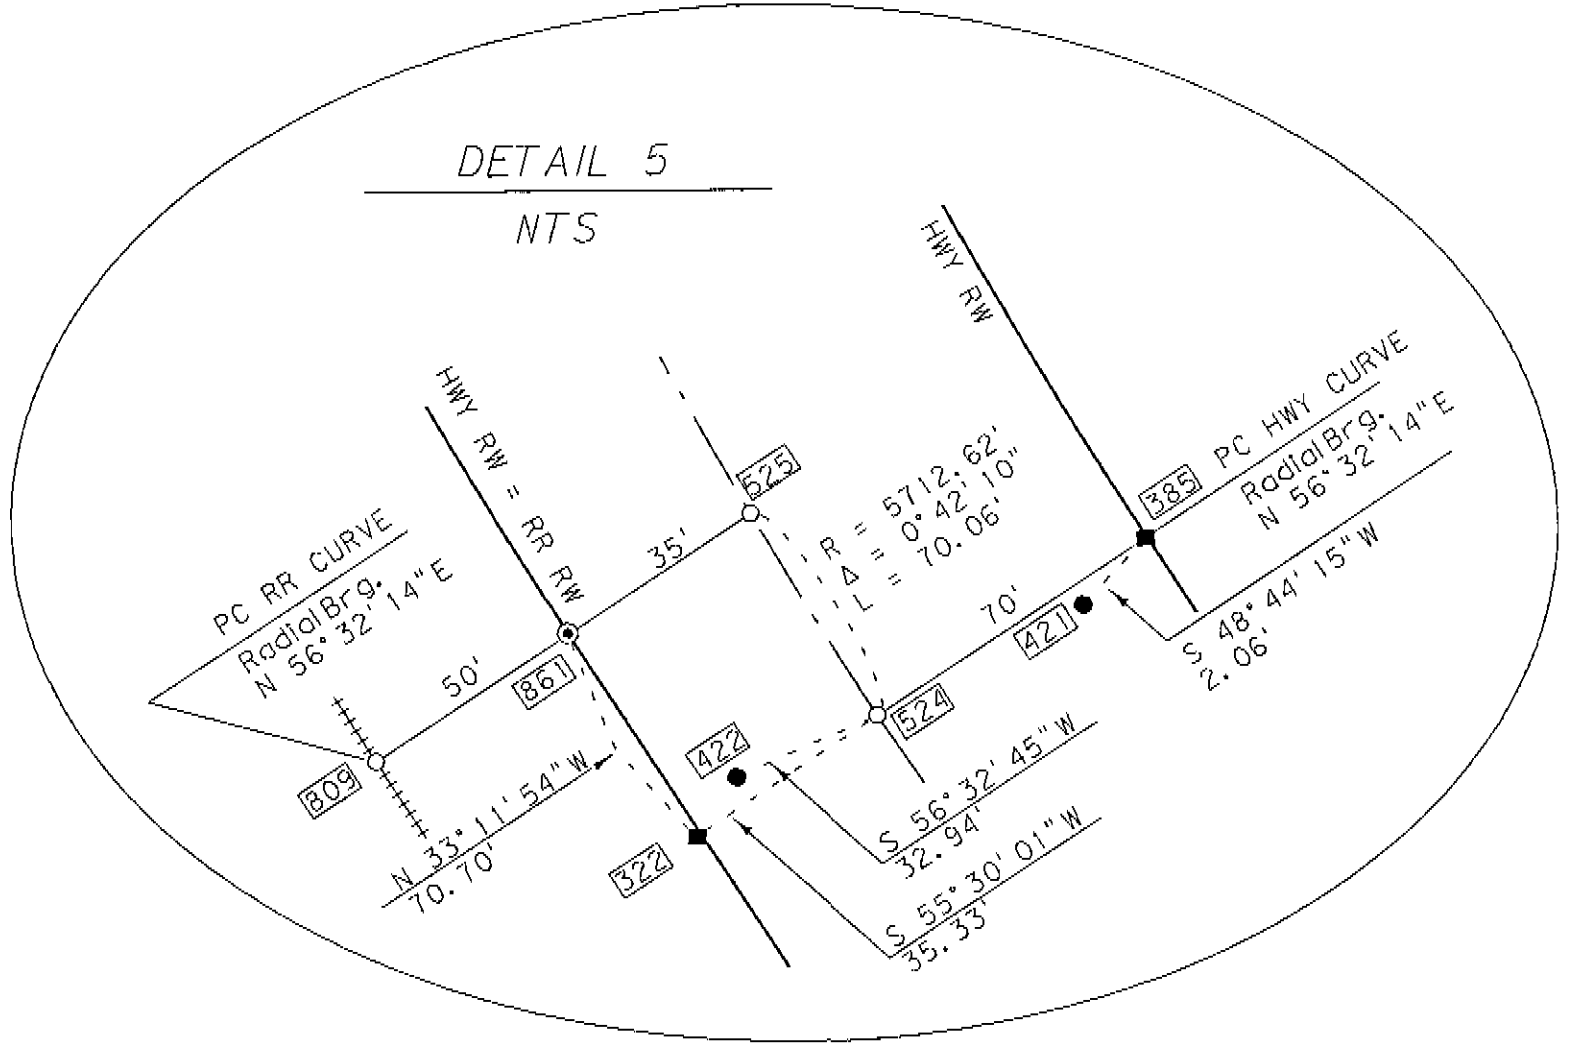 DETAIL 5
NTS
HWY RW
HWY RW = RR RW
PC HWY CURVE
Radial Brg.
N 56° 32' 14" E
385
525
R = 5712.62'
Δ = 0° 42' 10"
L = 70.06'
35'
PC RR CURVE
Radial Brg.
N 56° 32' 14" E
50'
861
70'
421
S 48° 44' 15" W
2.06'
524
422
809
N 33° 11' 54" W
70.70'
322
S 56° 32' 45" W
32.94'
S 55° 30' 01" W
35.33'